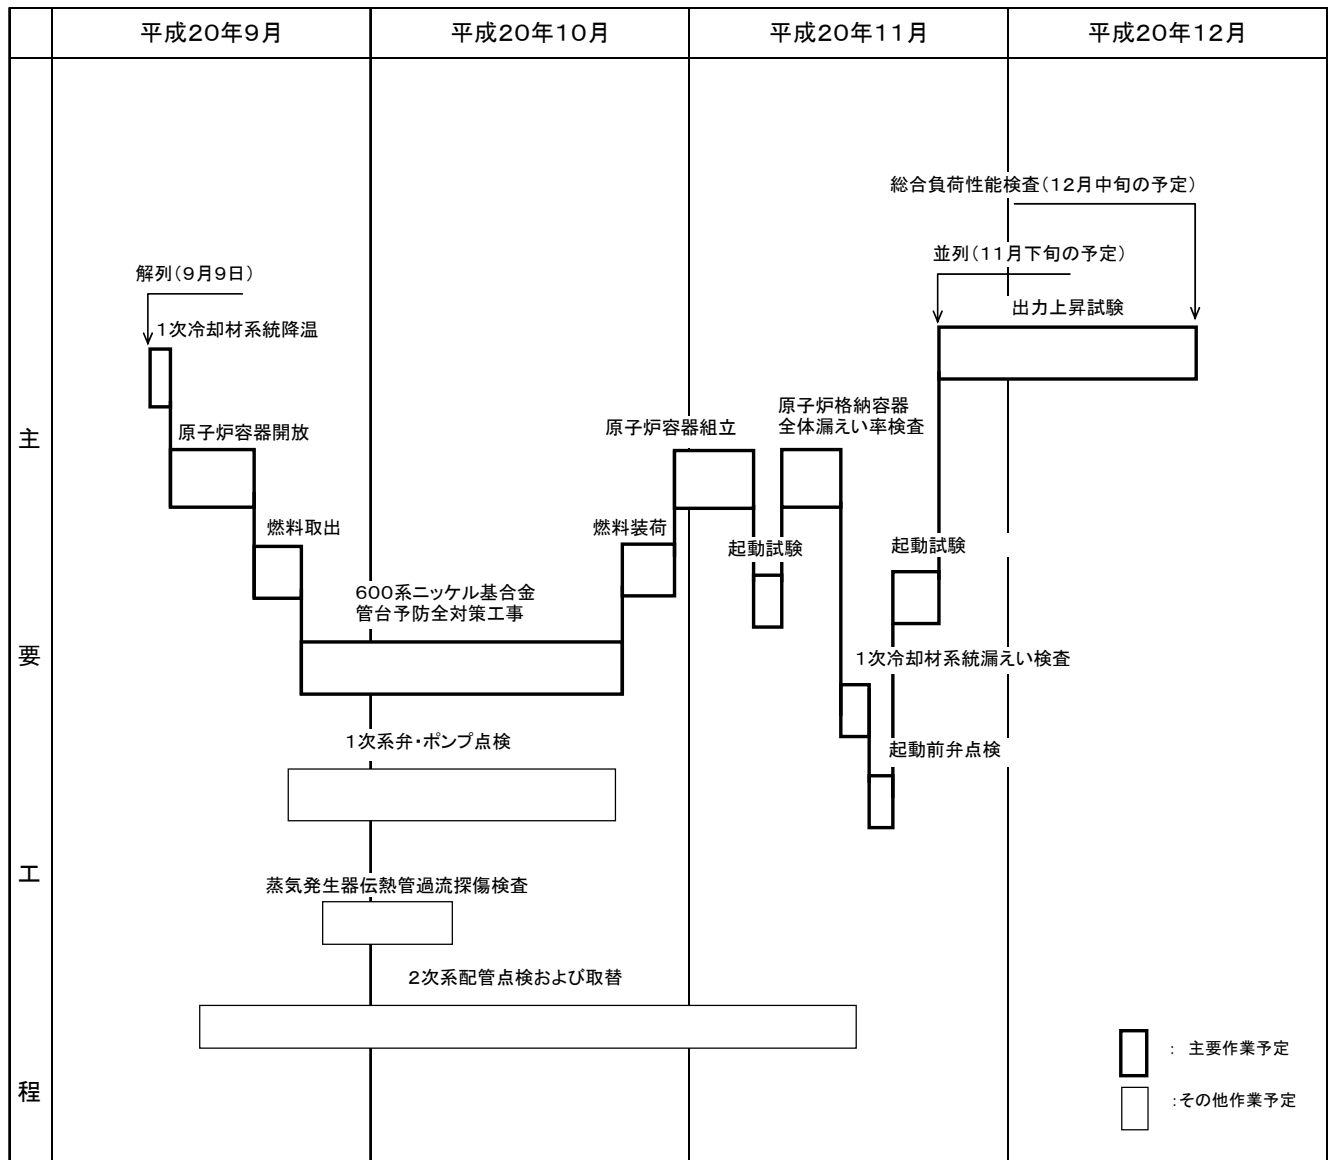 平成20年9月
平成20年10月
平成20年11月
平成20年12月
主要工程
総合負荷性能検査(12月中旬の予定)
並列(11月下旬の予定)
解列(9月9日)
出力上昇試験
1次冷却材系統降温
原子炉格納容器
全体漏えい率検査
原子炉容器組立
原子炉容器開放
燃料取出
燃料装荷
起動試験
起動試験
600系ニッケル基合金
管台予防全対策工事
1次冷却材系統漏えい検査
1次系弁・ポンプ点検
起動前弁点検
蒸気発生器伝熱管過流探傷検査
2次系配管点検および取替
: 主要作業予定
:その他作業予定